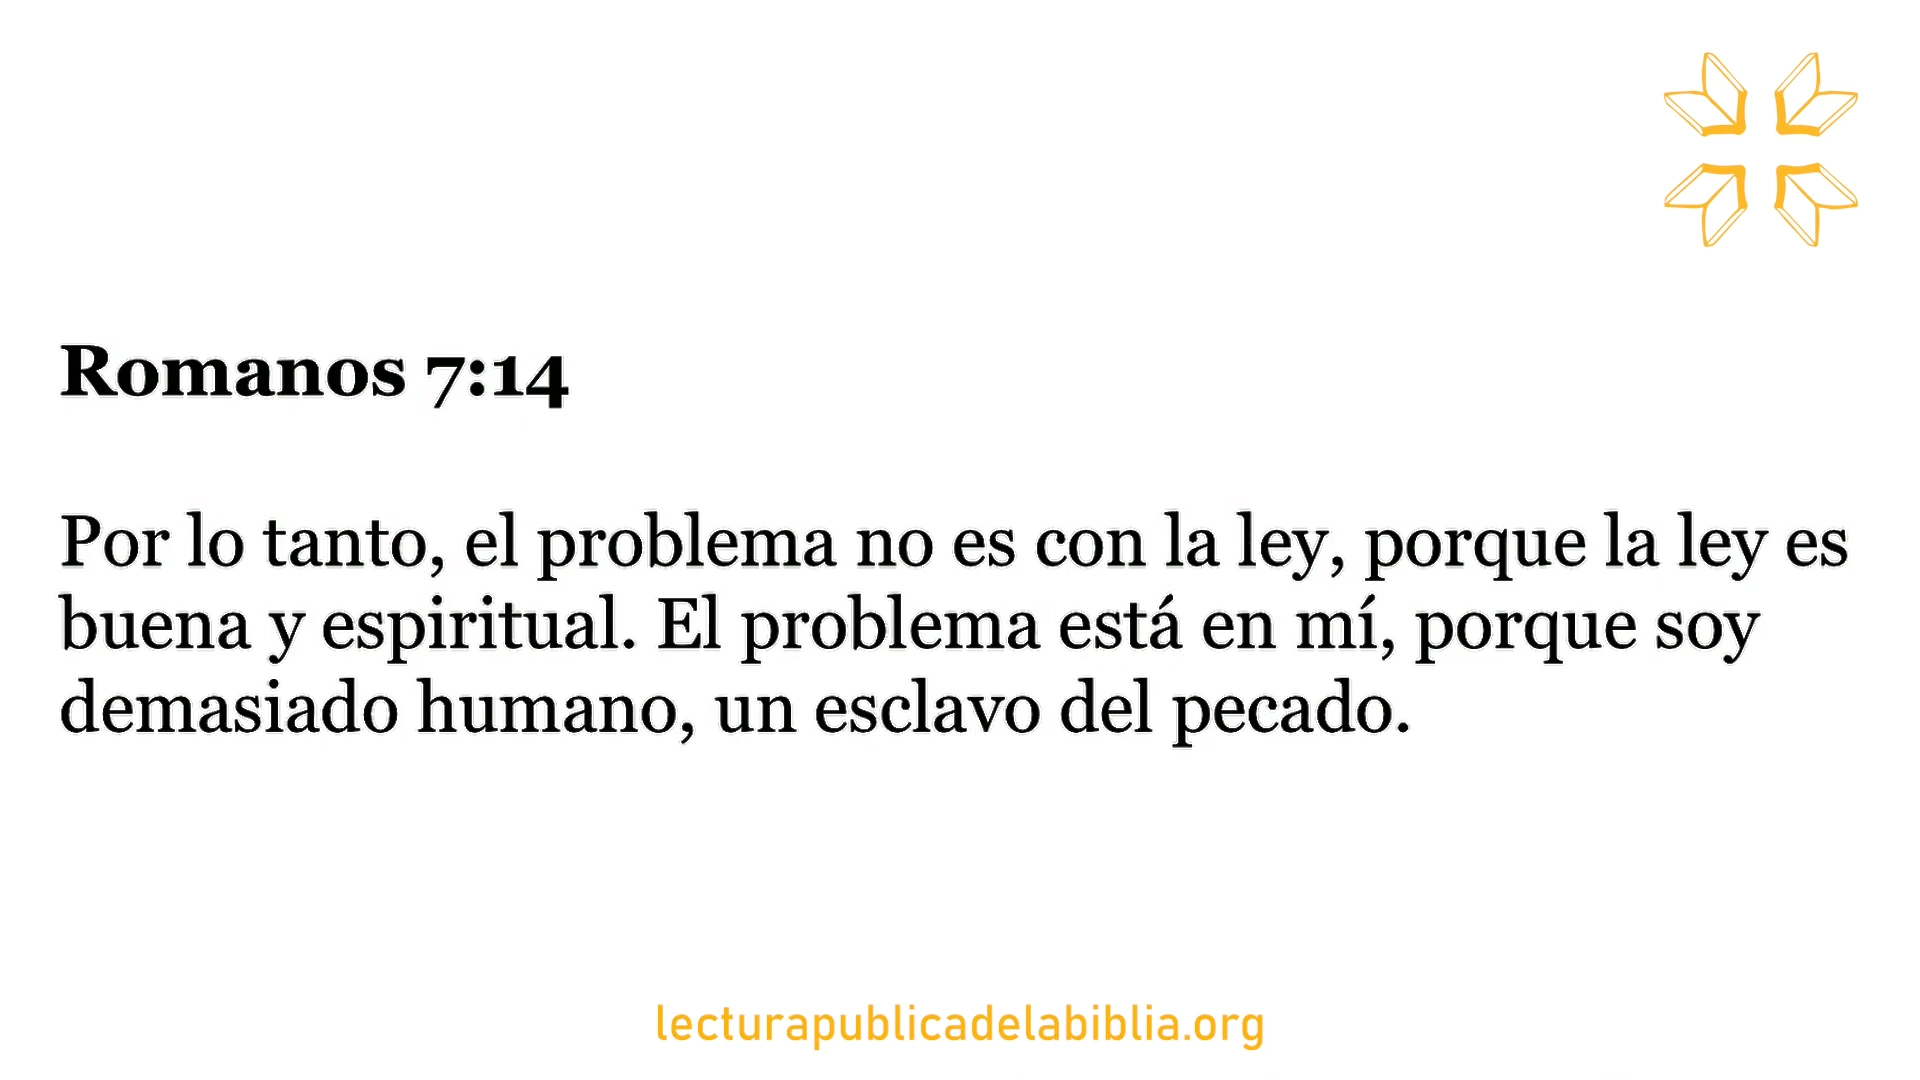 Romanos 7:14
Por lo tanto, el problema no es con la ley, porque la ley es
buena y espiritual. El problema está en mí, porque soy
demasiado humano, un esclavo del pecado.
lecturapublicadelabiblia.org